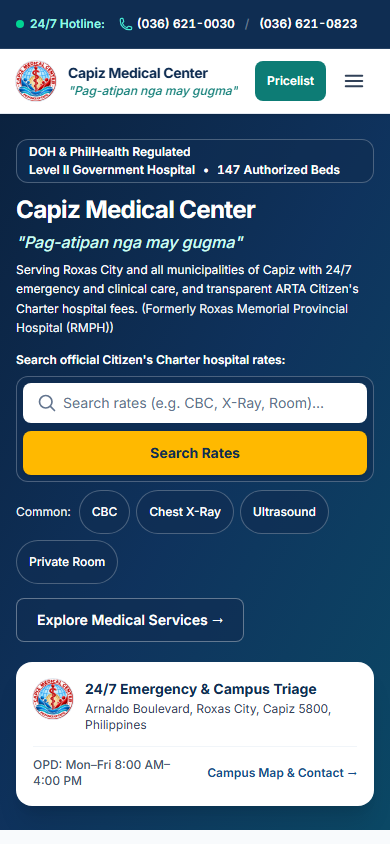 24/7 Hotline: (036) 621-0030 / (036) 621-0823
Capiz Medical Center
"Pag-atipan nga may gugma"
Pricelist
DOH & PhilHealth Regulated
Level II Government Hospital • 147 Authorized Beds
Capiz Medical Center
"Pag-atipan nga may gugma"
Serving Roxas City and all municipalities of Capiz with 24/7
emergency and clinical care, and transparent ARTA Citizen's
Charter hospital fees. (Formerly Roxas Memorial Provincial
Hospital (RMPH))
Search official Citizen's Charter hospital rates:
Search rates (e.g. CBC, X-Ray, Room)...
Search Rates
Common: CBC Chest X-Ray Ultrasound
Private Room
Explore Medical Services →
24/7 Emergency & Campus Triage
Arnaldo Boulevard, Roxas City, Capiz 5800,
Philippines
OPD: Mon–Fri 8:00 AM–
4:00 PM
Campus Map & Contact →